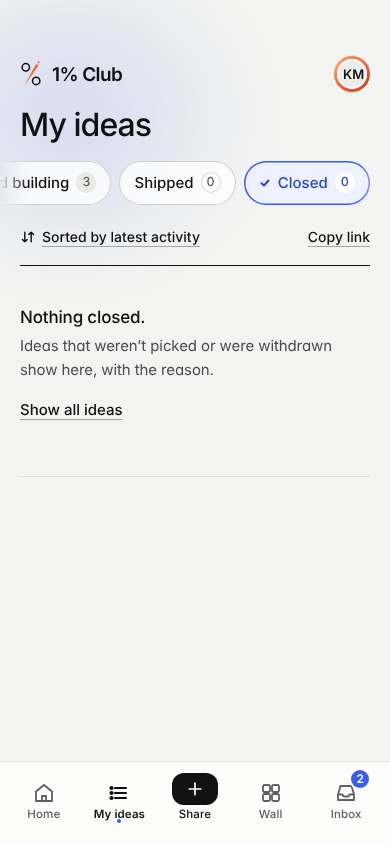 1% Club
KM
My ideas
building 3
Shipped 0
Closed 0
Sorted by latest activity
Copy link
Nothing closed.
Ideas that weren’t picked or were withdrawn
show here, with the reason.
Show all ideas
2
Home
My ideas
Share
Wall
Inbox